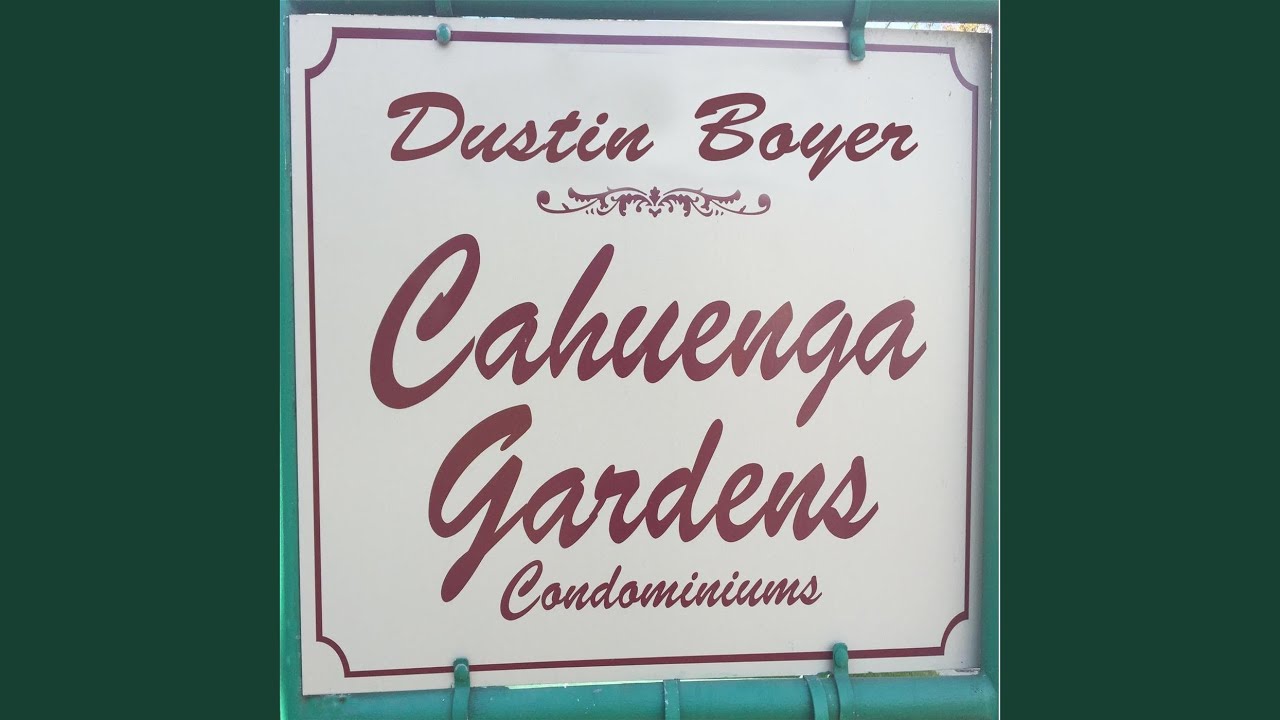 Dustin Boyer
Cahuenga
Gardens
Condominiums